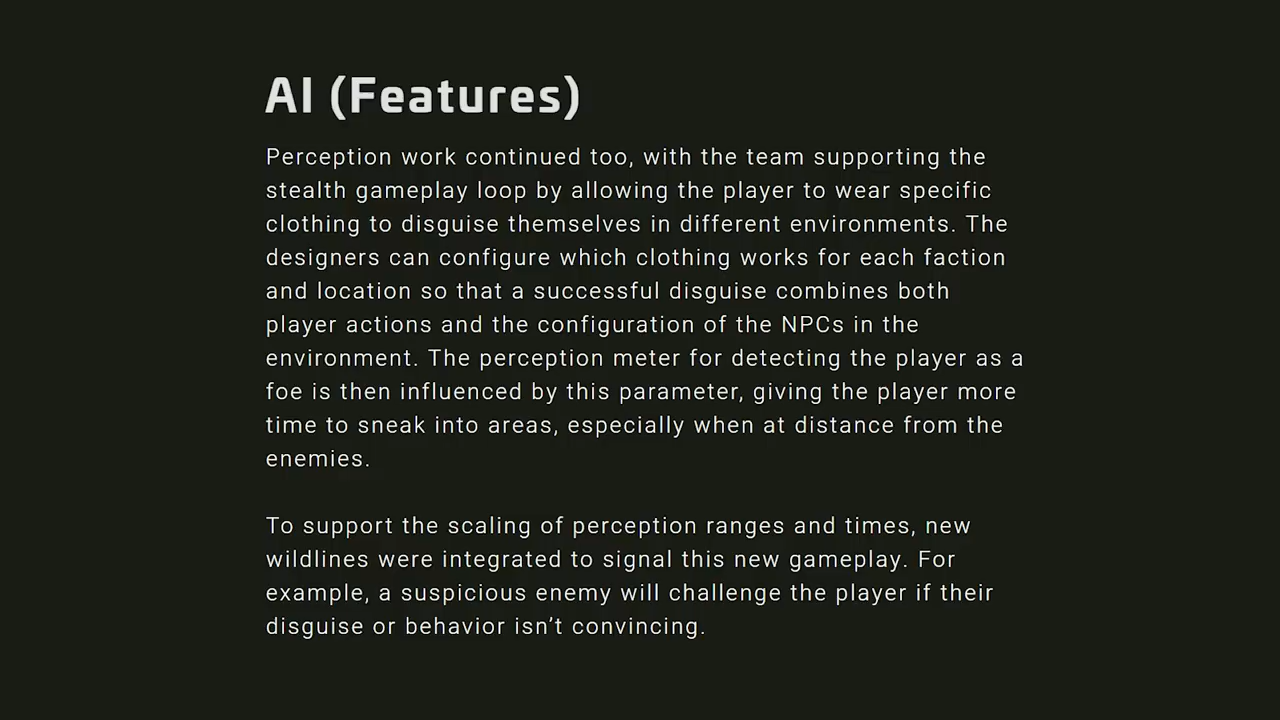 AI (Features)
Perception work continued too, with the team supporting the
stealth gameplay loop by allowing the player to wear specific
clothing to disguise themselves in different environments. The
designers can configure which clothing works for each faction
and location so that a successful disguise combines both
player actions and the configuration of the NPCs in the
environment. The perception meter for detecting the player as a
foe is then influenced by this parameter, giving the player more
time to sneak into areas, especially when at distance from the
enemies.
To support the scaling of perception ranges and times, new
wildlines were integrated to signal this new gameplay. For
example, a suspicious enemy will challenge the player if their
disguise or behavior isn’t convincing.